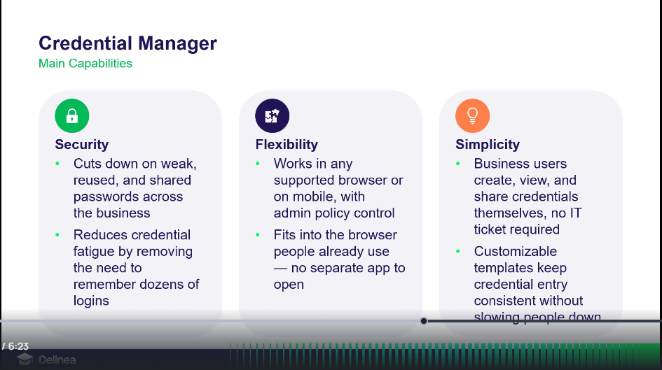 Credential Manager
Main Capabilities
Security
• Cuts down on weak,
reused, and shared
passwords across
the business
• Reduces credential
fatigue by removing
the need to
remember dozens of
logins
Flexibility
• Works in any
supported browser or
on mobile, with
admin policy control
• Fits into the browser
people already use
— no separate app to
open
Simplicity
• Business users
create, view, and
share credentials
themselves, no IT
ticket required
• Customizable
templates keep
credential entry
consistent without
slowing people down
/ 6:23
Delinea